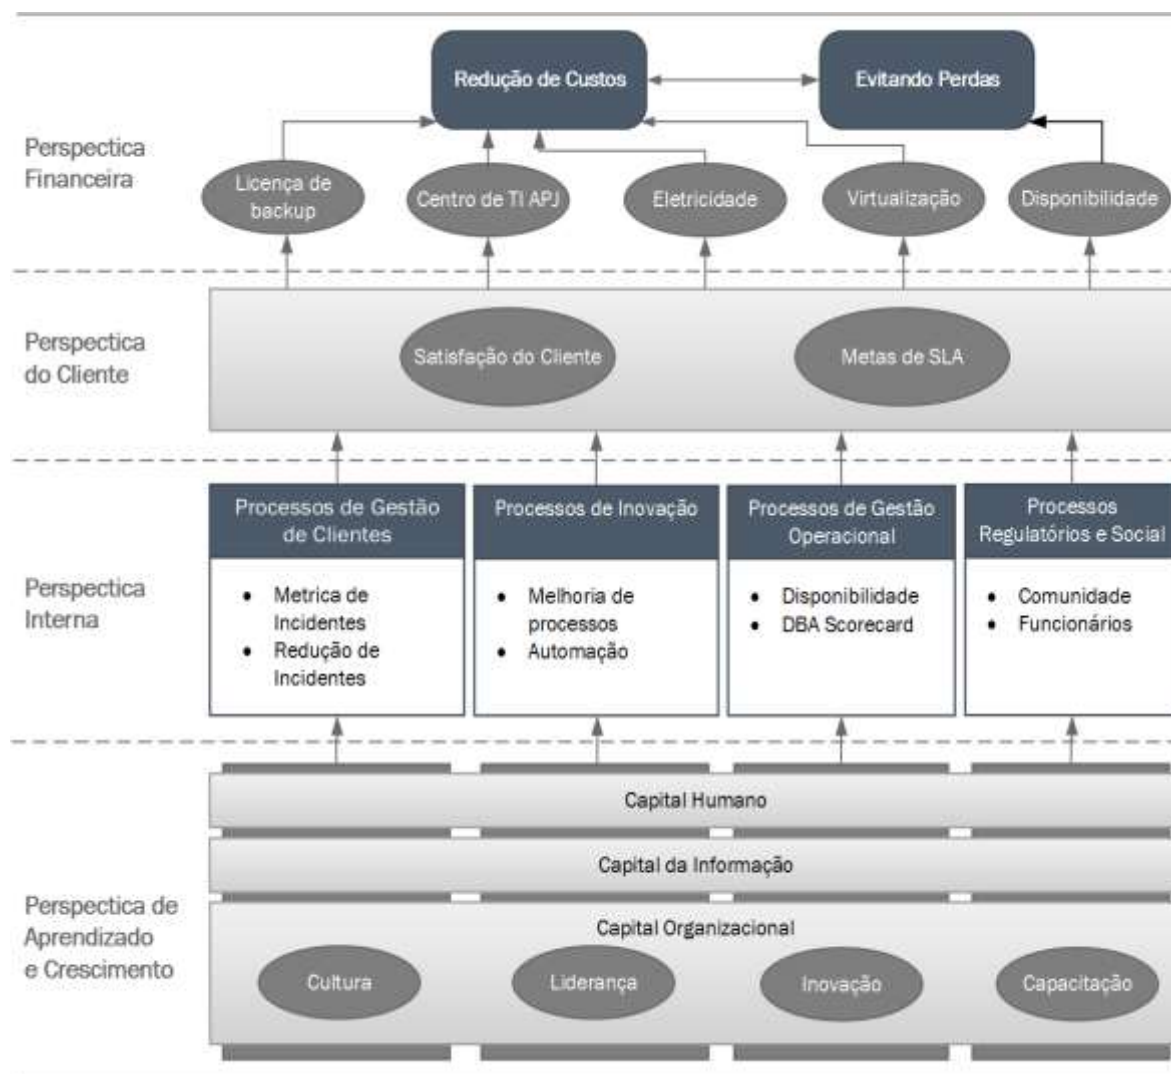 Redução de Custos
Evitando Perdas
Perspectica
Financeira
Licença de
backup
Centro de TI APJ
Eletricidade
Virtualização
Disponibilidade
Perspectica
do Cliente
Satisfação do Cliente
Metas de SLA
Perspectica
Interna
Processos de Gestão
de Clientes
• Metrica de
Incidentes
• Redução de
Incidentes
Processos de Inovação
• Melhoria de
processos
• Automação
Processos de Gestão
Operacional
• Disponibilidade
• DBA Scorecard
Processos
Regulatórios e Social
• Comunidade
• Funcionários
Perspectica de
Aprendizado
e Crescimento
Capital Humano
Capital da Informação
Capital Organizacional
Cultura
Liderança
Inovação
Capacitação